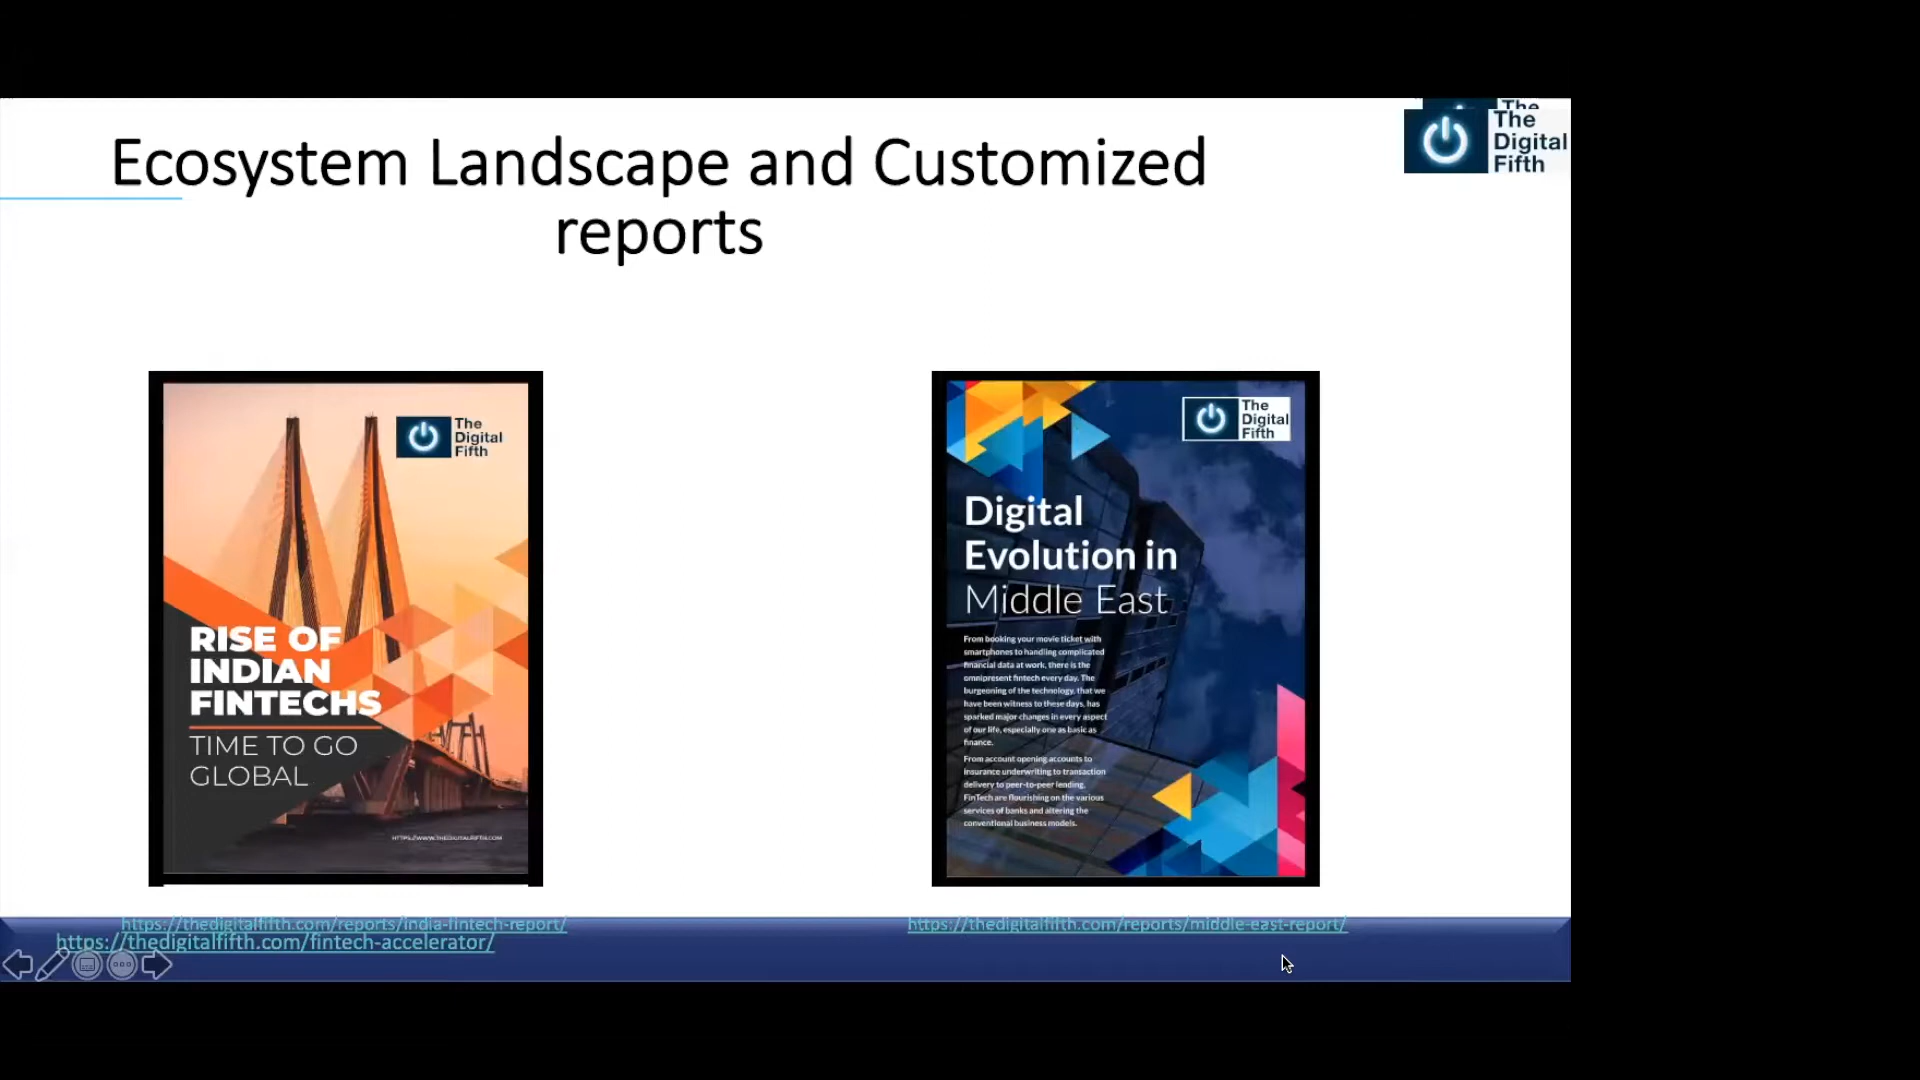 The
The
Digital
Fifth
Ecosystem Landscape and Customized
reports
The
Digital
Fifth
RISE OF
INDIAN
FINTECHS
TIME TO GO
GLOBAL
HTTPS://WWW.THEDIGITALFIFTH.COM
The
Digital
Fifth
Digital
Evolution in
Middle East
From booking your movie ticket with
smartphones to handling complicated
financial data at work, there is the
omnipresent fintech every day. The
burgeoning of the technology, that we
have been witness to these days, has
sparked major changes in every aspect
of our life, especially one as basic as
finance.
From account opening accounts to
insurance underwriting to transaction
delivery to peer-to-peer lending,
FinTech are flourishing on the various
services of banks and altering the
conventional business models.
https://thedigitalfifth.com/reports/india-fintech-report/
https://thedigitalfifth.com/reports/middle-east-report/
https://thedigitalfifth.com/fintech-accelerator/